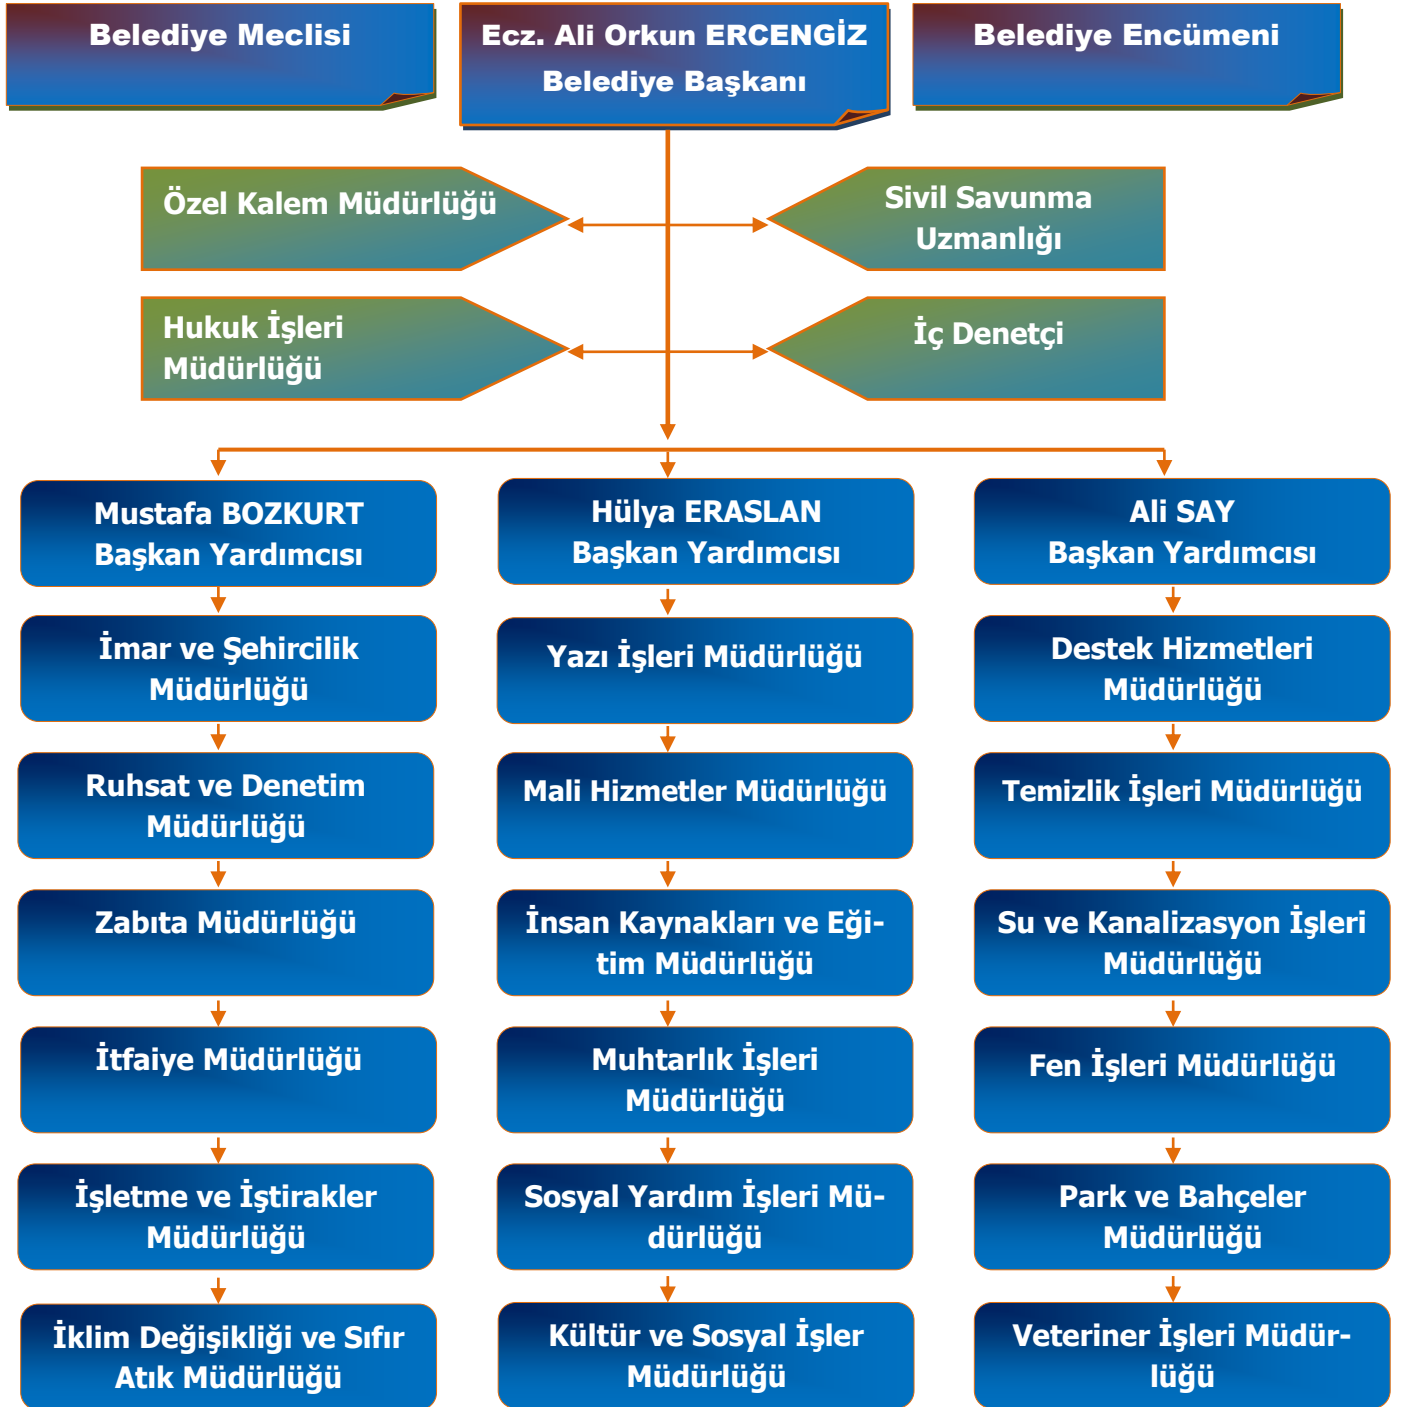 Belediye Meclisi
Ecz. Ali Orkun ERCENGİZ
Belediye Başkanı
Belediye Encümeni
Özel Kalem Müdürlüğü
Sivil Savunma
Uzmanlığı
Hukuk İşleri
Müdürlüğü
İç Denetçi
Mustafa BOZKURT
Başkan Yardımcısı
Hülya ERASLAN
Başkan Yardımcısı
Ali SAY
Başkan Yardımcısı
İmar ve Şehircilik
Müdürlüğü
Yazı İşleri Müdürlüğü
Destek Hizmetleri
Müdürlüğü
Ruhsat ve Denetim
Müdürlüğü
Mali Hizmetler Müdürlüğü
Temizlik İşleri Müdürlüğü
Zabıta Müdürlüğü
İnsan Kaynakları ve Eği-
tim Müdürlüğü
Su ve Kanalizasyon İşleri
Müdürlüğü
İtfaiye Müdürlüğü
Muhtarlık İşleri
Müdürlüğü
Fen İşleri Müdürlüğü
İşletme ve İştirakler
Müdürlüğü
Sosyal Yardım İşleri Mü-
dürlüğü
Park ve Bahçeler
Müdürlüğü
İklim Değişikliği ve Sıfır
Atık Müdürlüğü
Kültür ve Sosyal İşler
Müdürlüğü
Veteriner İşleri Müdür-
lüğü